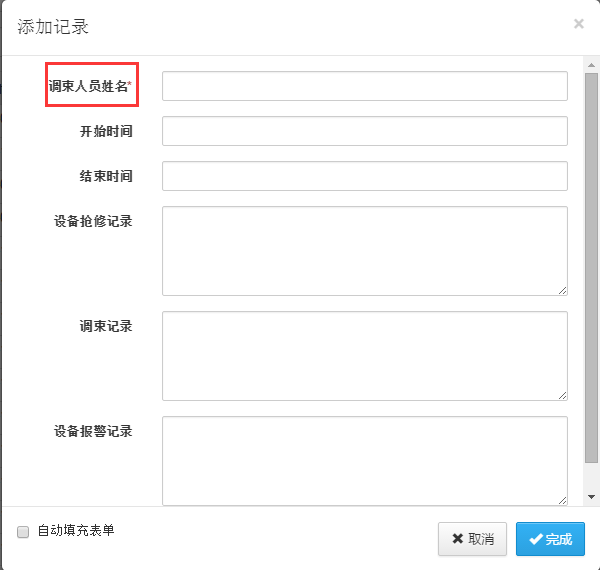 添加记录 ×
调束人员姓名*
开始时间
结束时间
设备抢修记录
调束记录
设备报警记录
自动填充表单
取消
完成